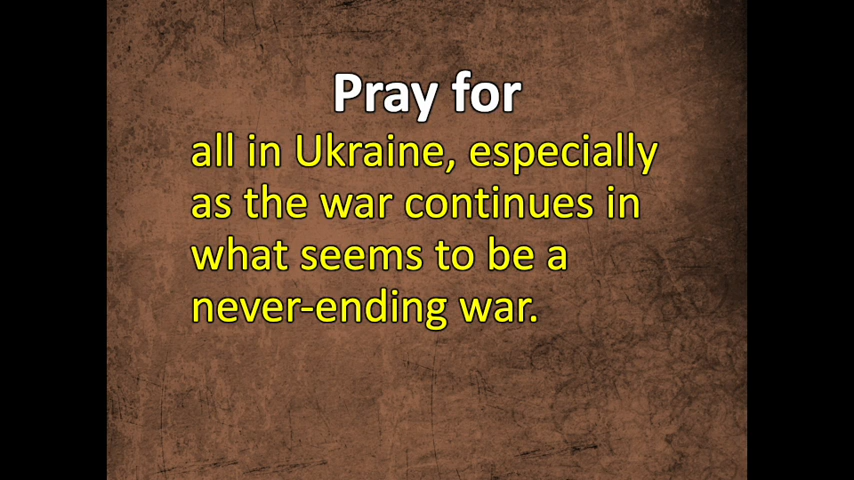 Pray for
all in Ukraine, especially
as the war continues in
what seems to be a
never-ending war.